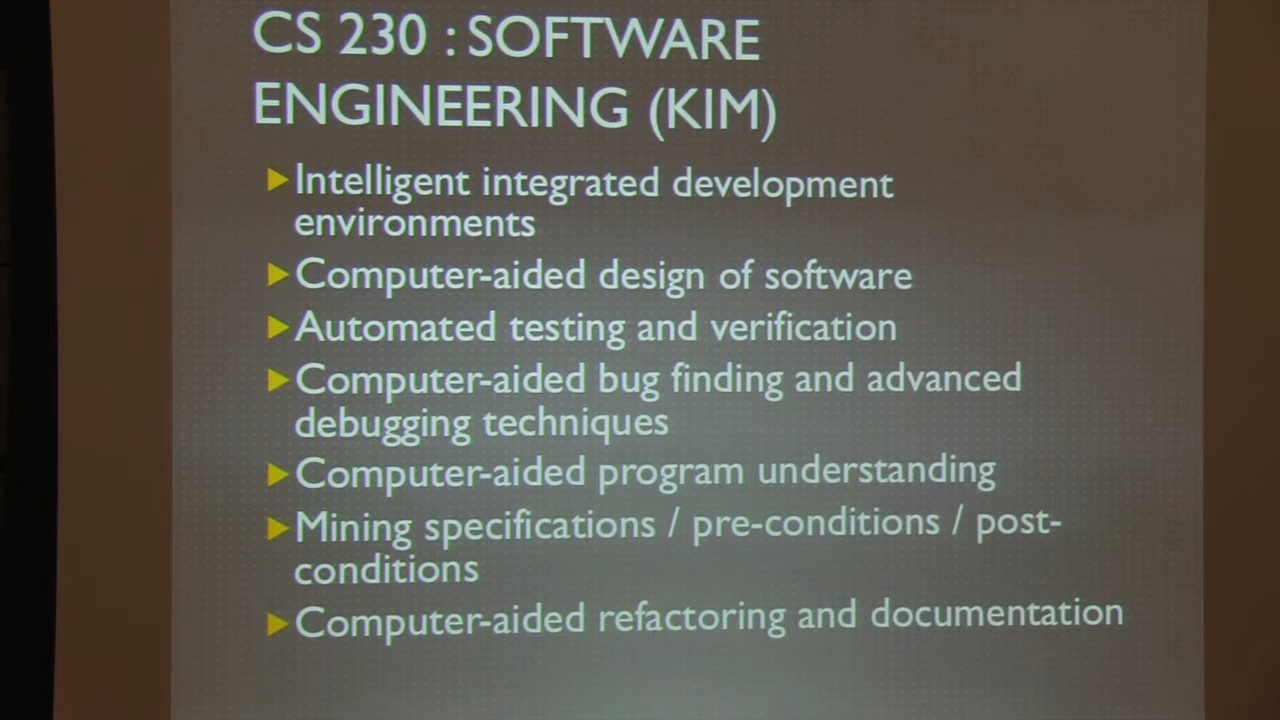 CS 230 : SOFTWARE
ENGINEERING (KIM)
Intelligent integrated development
environments
Computer-aided design of software
Automated testing and verification
Computer-aided bug finding and advanced
debugging techniques
Computer-aided program understanding
Mining specifications / pre-conditions / post-
conditions
Computer-aided refactoring and documentation